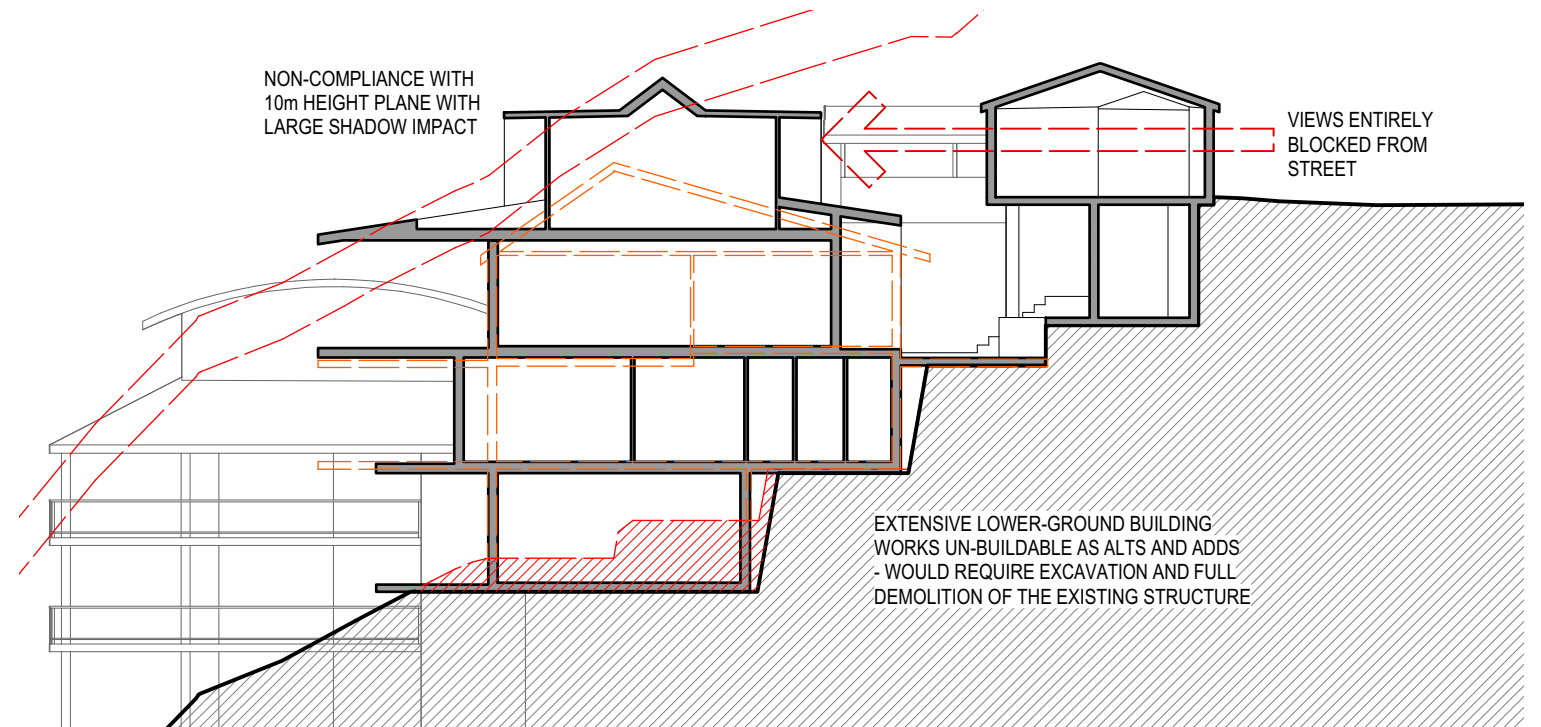 NON-COMPLIANCE WITH
10m HEIGHT PLANE WITH
LARGE SHADOW IMPACT
VIEWS ENTIRELY
BLOCKED FROM
STREET
EXTENSIVE LOWER-GROUND BUILDING
WORKS UN-BUILDABLE AS ALTS AND ADDS
- WOULD REQUIRE EXCAVATION AND FULL
DEMOLITION OF THE EXISTING STRUCTURE